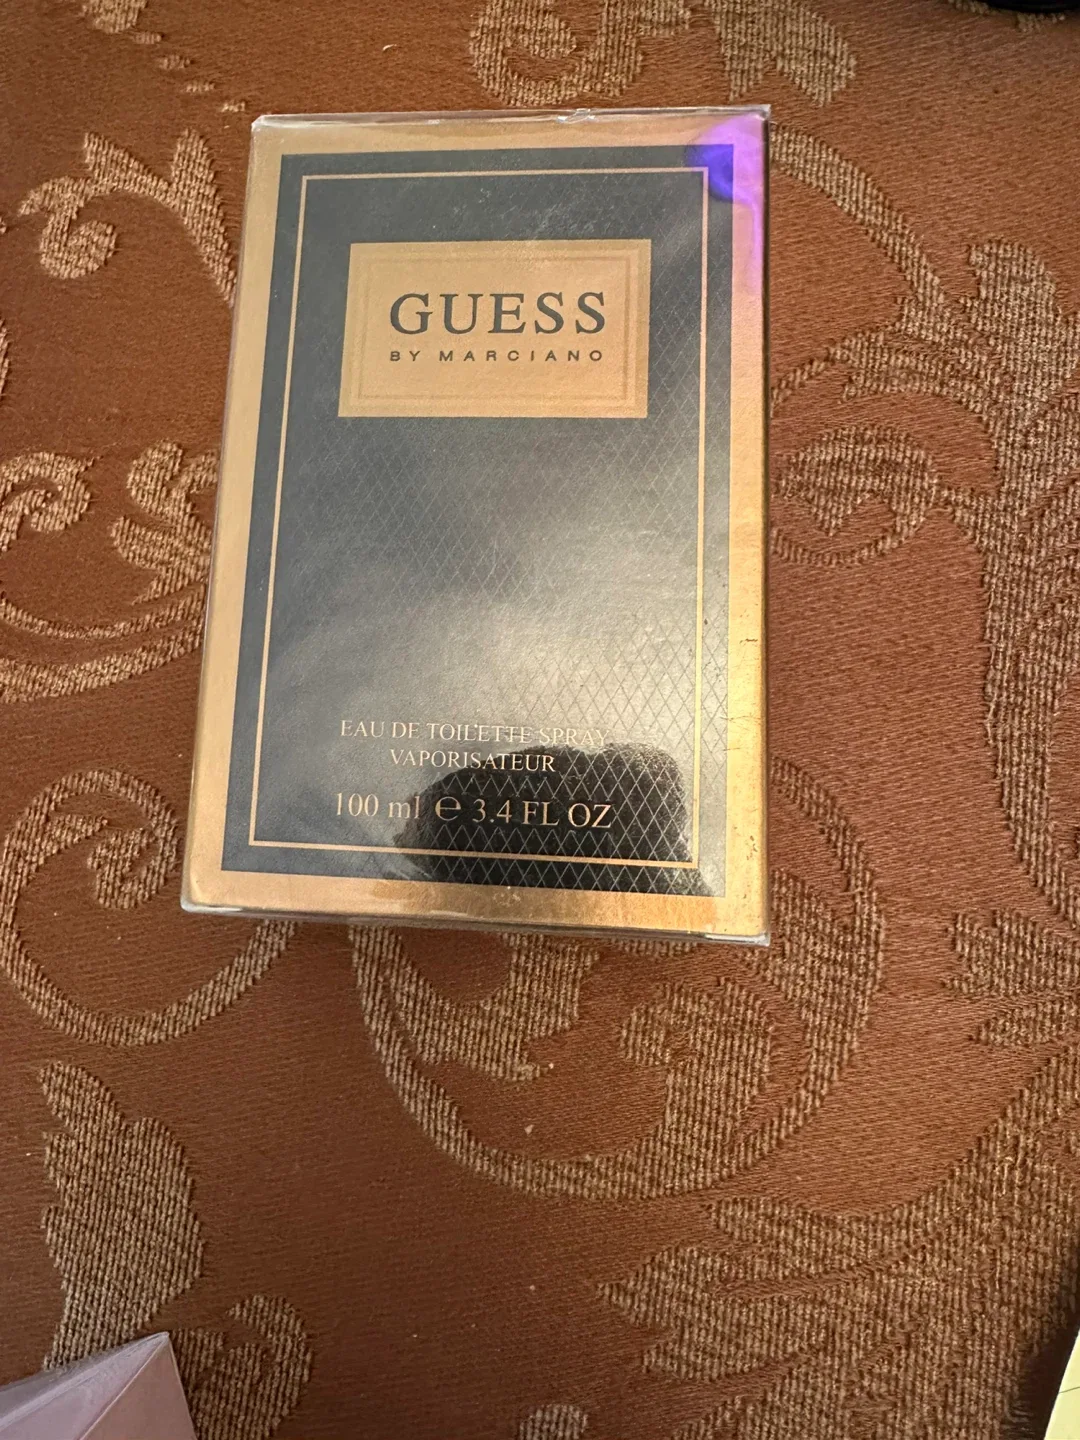 GUESS
BY MARCIANO
EAU DE TOILETTE SPRAY
VAPORISATEUR
100 ml ℮ 3.4 FL OZ